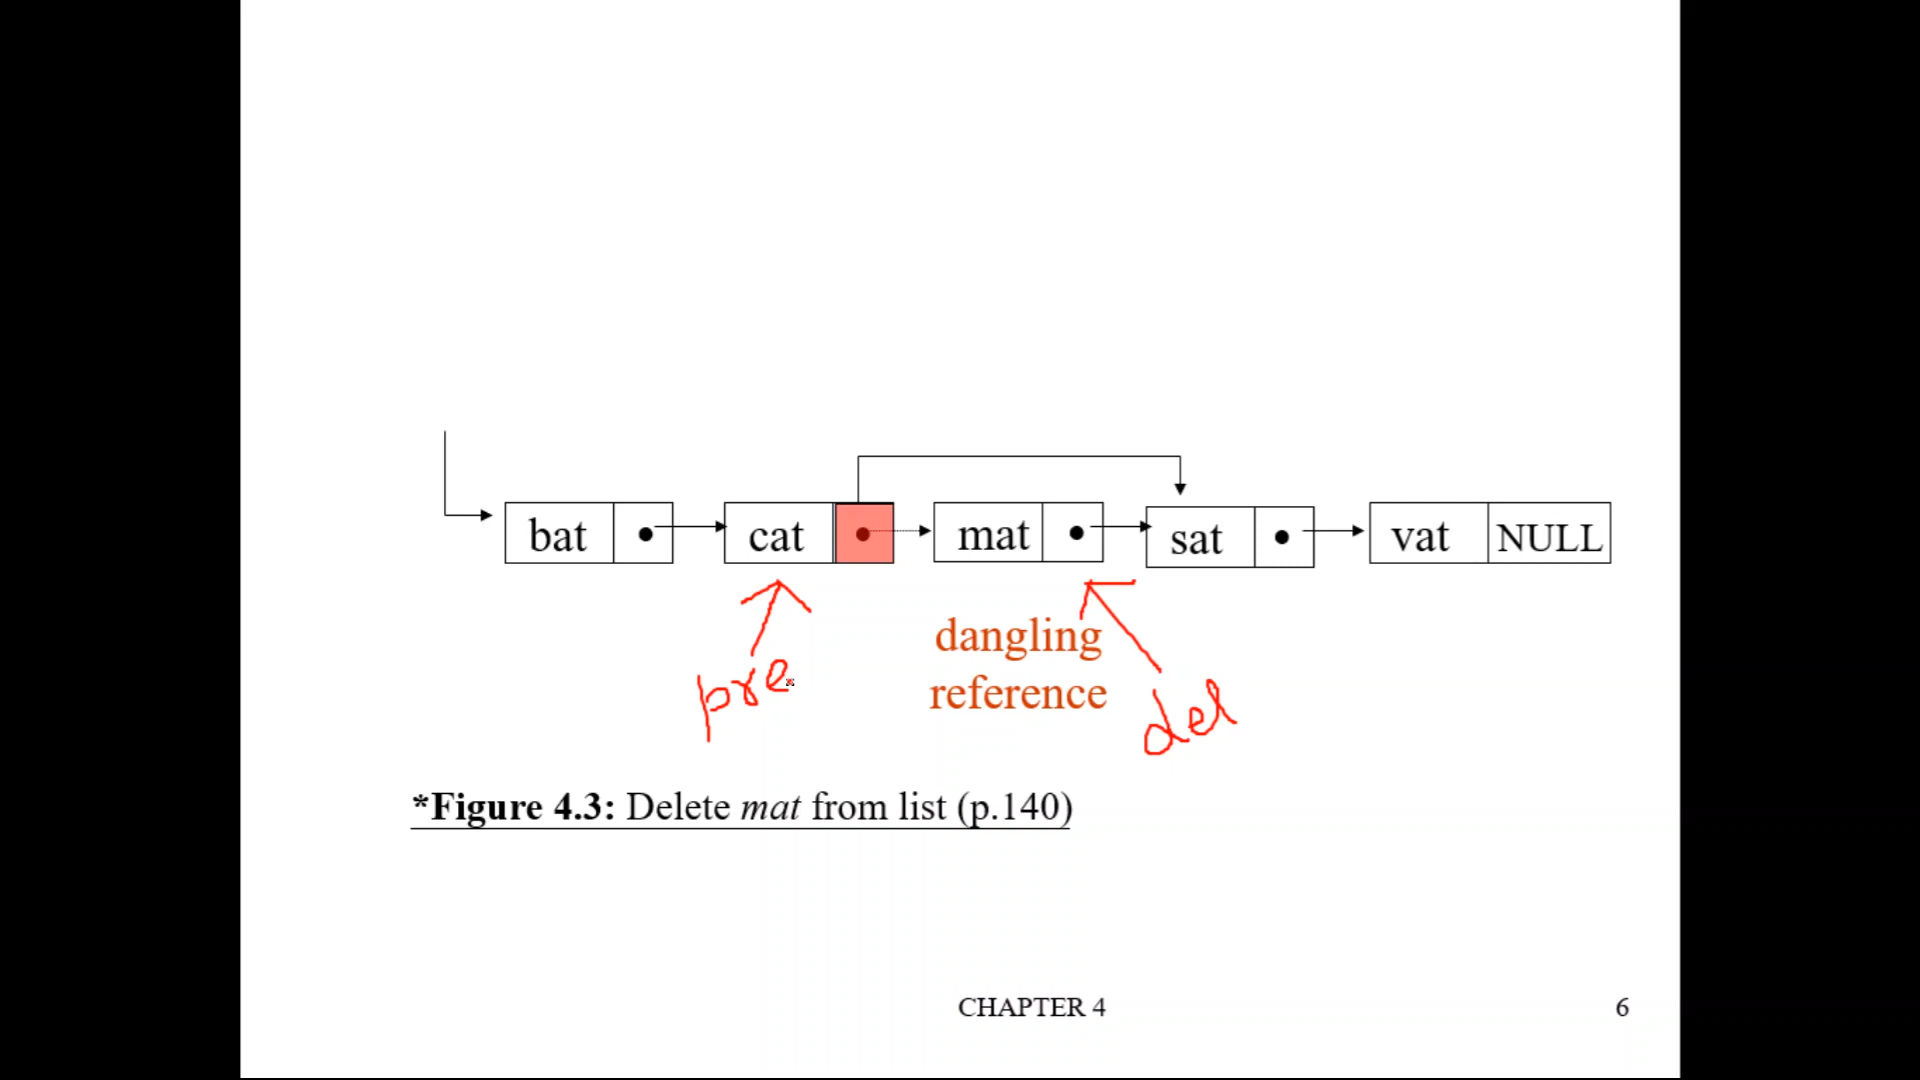 bat cat mat sat vat NULL
dangling
reference
pre
del
*Figure 4.3: Delete mat from list (p.140)
CHAPTER 4
6